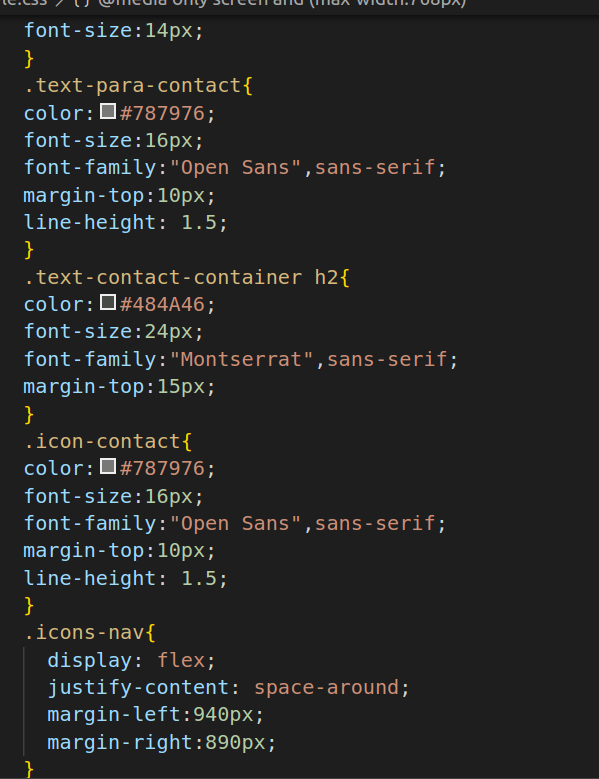 le.css > {} @media only screen and (max-width:768px)
font-size:14px;
}
.text-para-contact{
color:#787976;
font-size:16px;
font-family:"Open Sans",sans-serif;
margin-top:10px;
line-height: 1.5;
}
.text-contact-container h2{
color:#484A46;
font-size:24px;
font-family:"Montserrat",sans-serif;
margin-top:15px;
}
.icon-contact{
color:#787976;
font-size:16px;
font-family:"Open Sans",sans-serif;
margin-top:10px;
line-height: 1.5;
}
.icons-nav{
  display: flex;
  justify-content: space-around;
  margin-left:940px;
  margin-right:890px;
}